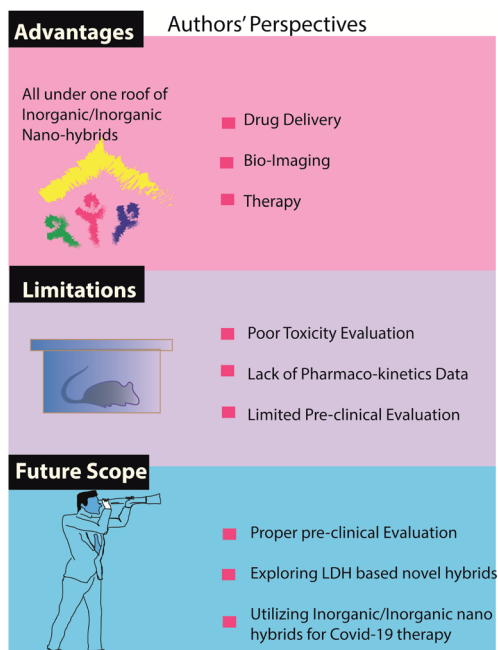 Authors' Perspectives
Advantages
All under one roof of
Inorganic/Inorganic
Nano-hybrids
Drug Delivery
Bio-Imaging
Therapy
Limitations
Poor Toxicity Evaluation
Lack of Pharmaco-kinetics Data
Limited Pre-clinical Evaluation
Future Scope
Proper pre-clinical Evaluation
Exploring LDH based novel hybrids
Utilizing Inorganic/Inorganic nano
hybrids for Covid-19 therapy